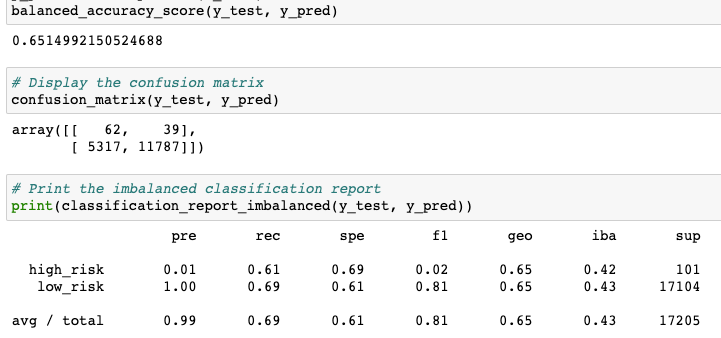 balanced_accuracy_score(y_test, y_pred)
0.6514992150524688
# Display the confusion matrix
confusion_matrix(y_test, y_pred)
array([[   62,    39],
       [ 5317, 11787]])
# Print the imbalanced classification report
print(classification_report_imbalanced(y_test, y_pred))
pre rec spe f1 geo iba sup
high_risk 0.01 0.61 0.69 0.02 0.65 0.42 101
low_risk 1.00 0.69 0.61 0.81 0.65 0.43 17104
avg / total 0.99 0.69 0.61 0.81 0.65 0.43 17205